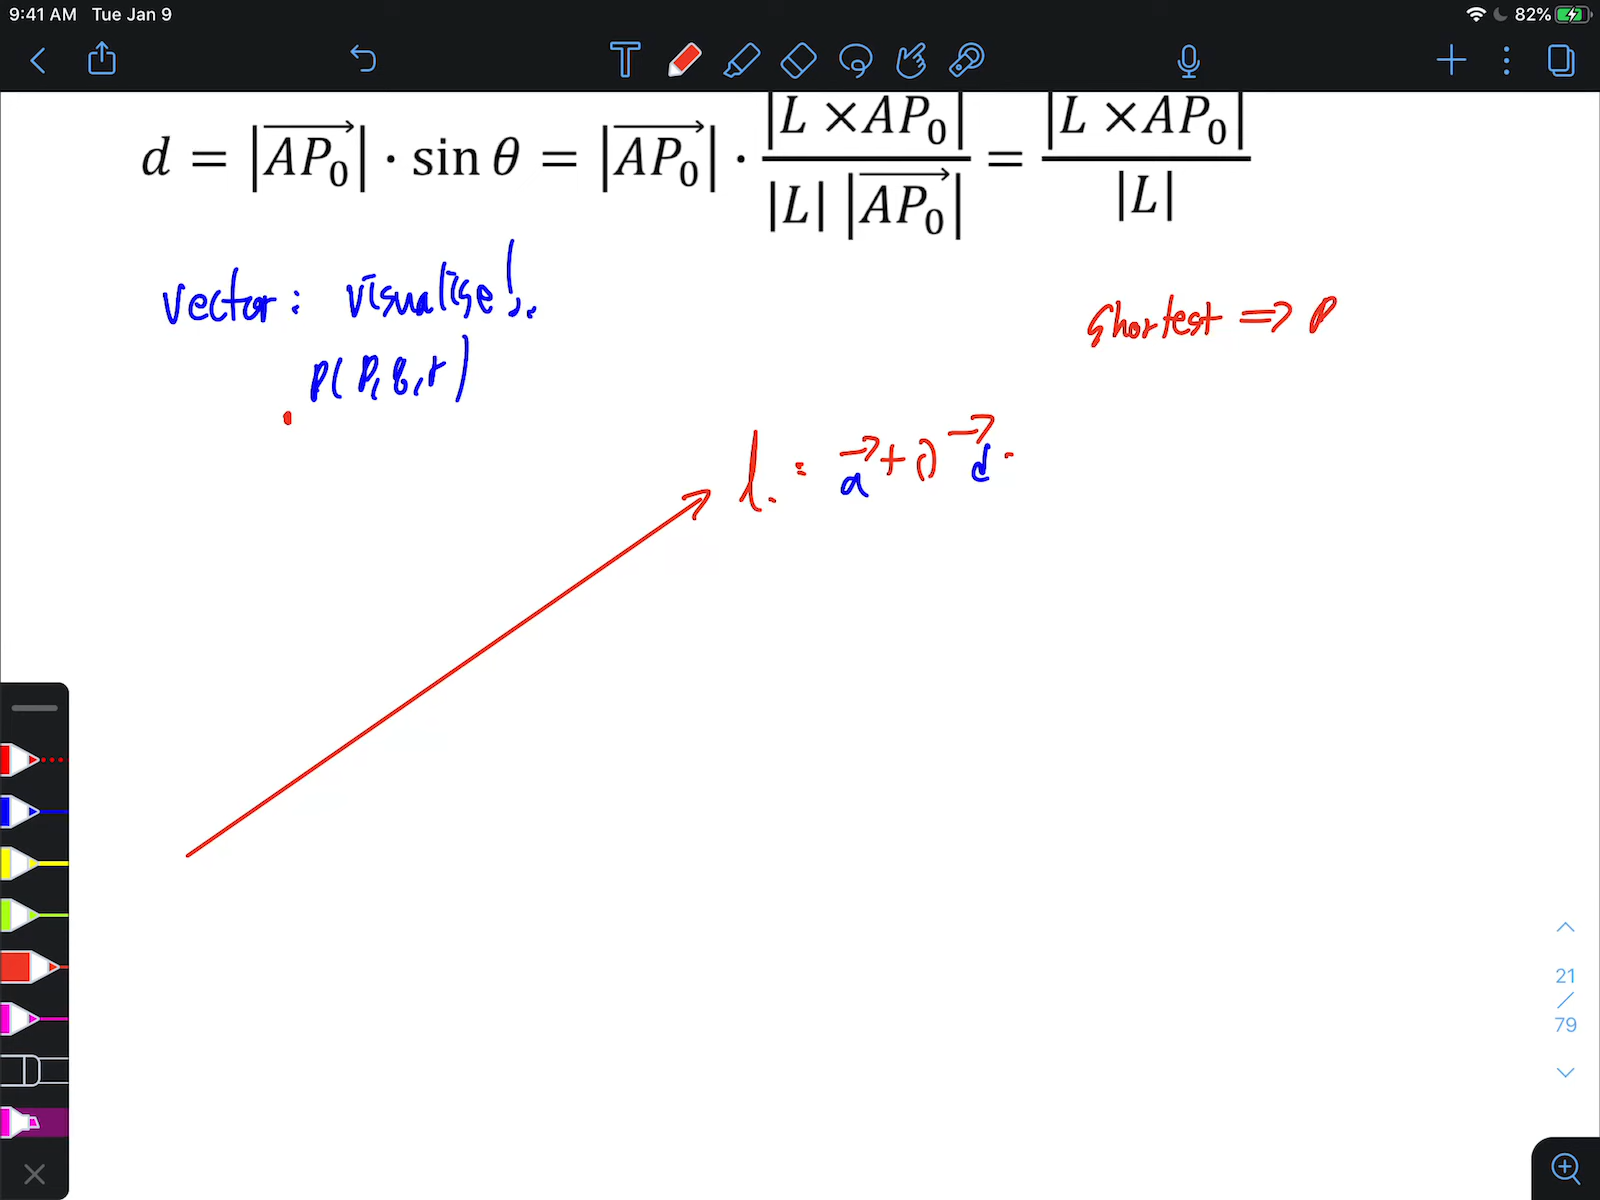 9:41 AM Tue Jan 9 82%
d = |AP₀| · sin θ = |AP₀| · |L × AP₀| / |L| |AP₀| = |L × AP₀| / |L|
vector: visualise!
shortest => P
P(P, q, r)
l: a +
d
21
/
79